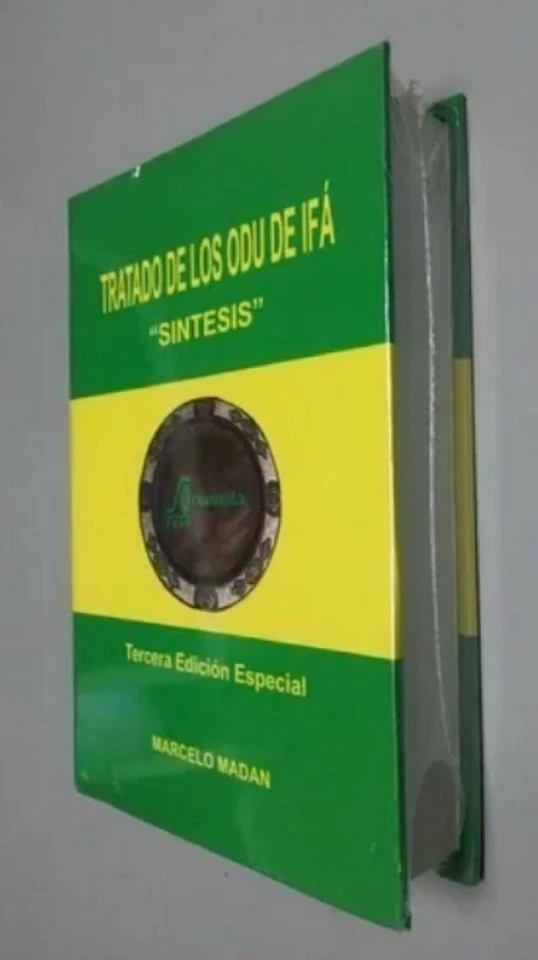 TRATADO DE LOS ODU DE IFÁ
“SINTESIS”
Tercera Edición Especial
MARCELO MADAN